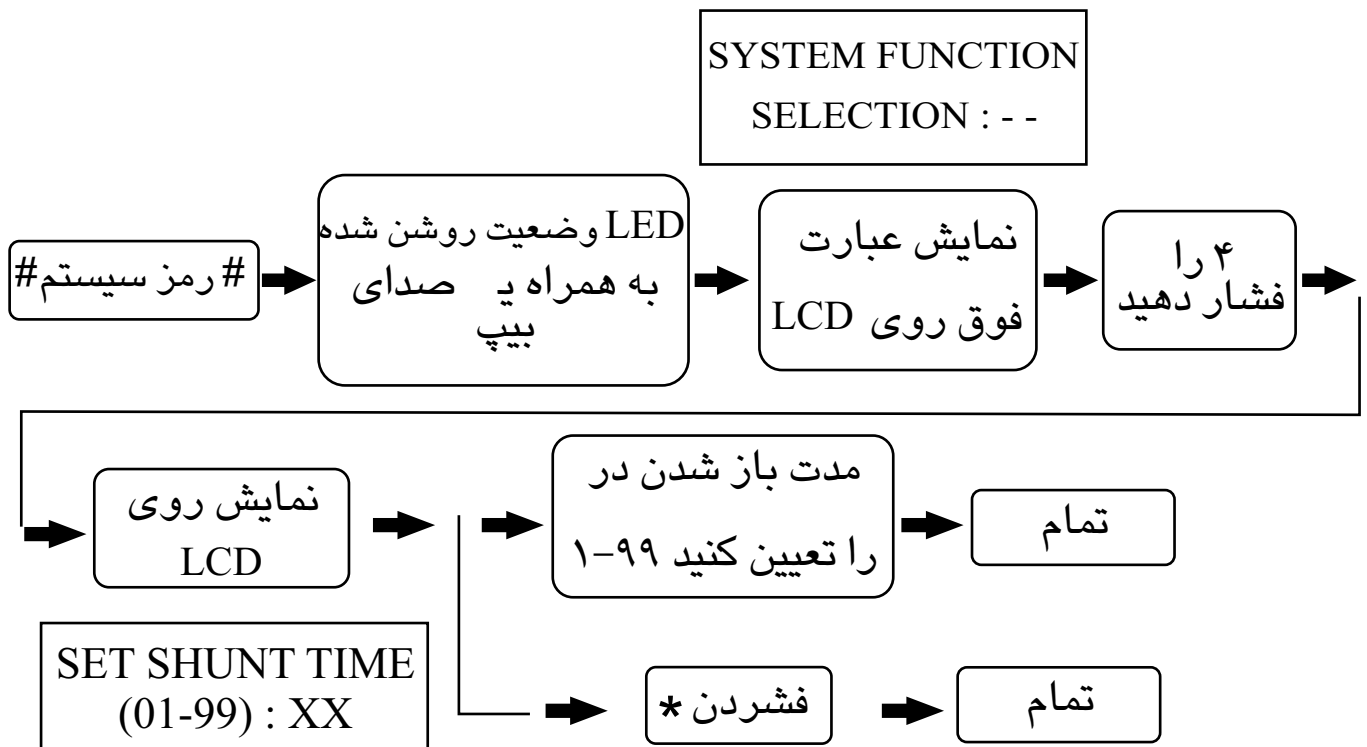 SYSTEM FUNCTION
SELECTION : - -
#رمز سیستم#
LED وضعیت روشن شده
به همراه یـ صدای
بیپ
نمایش عبارت
فوق روی LCD
۴ را
فشار دهید
نمایش روی
LCD
مدت باز شدن در
را تعیین کنید ۹۹-۱
تمام
SET SHUNT TIME
(01-99) : XX
فشردن *
تمام